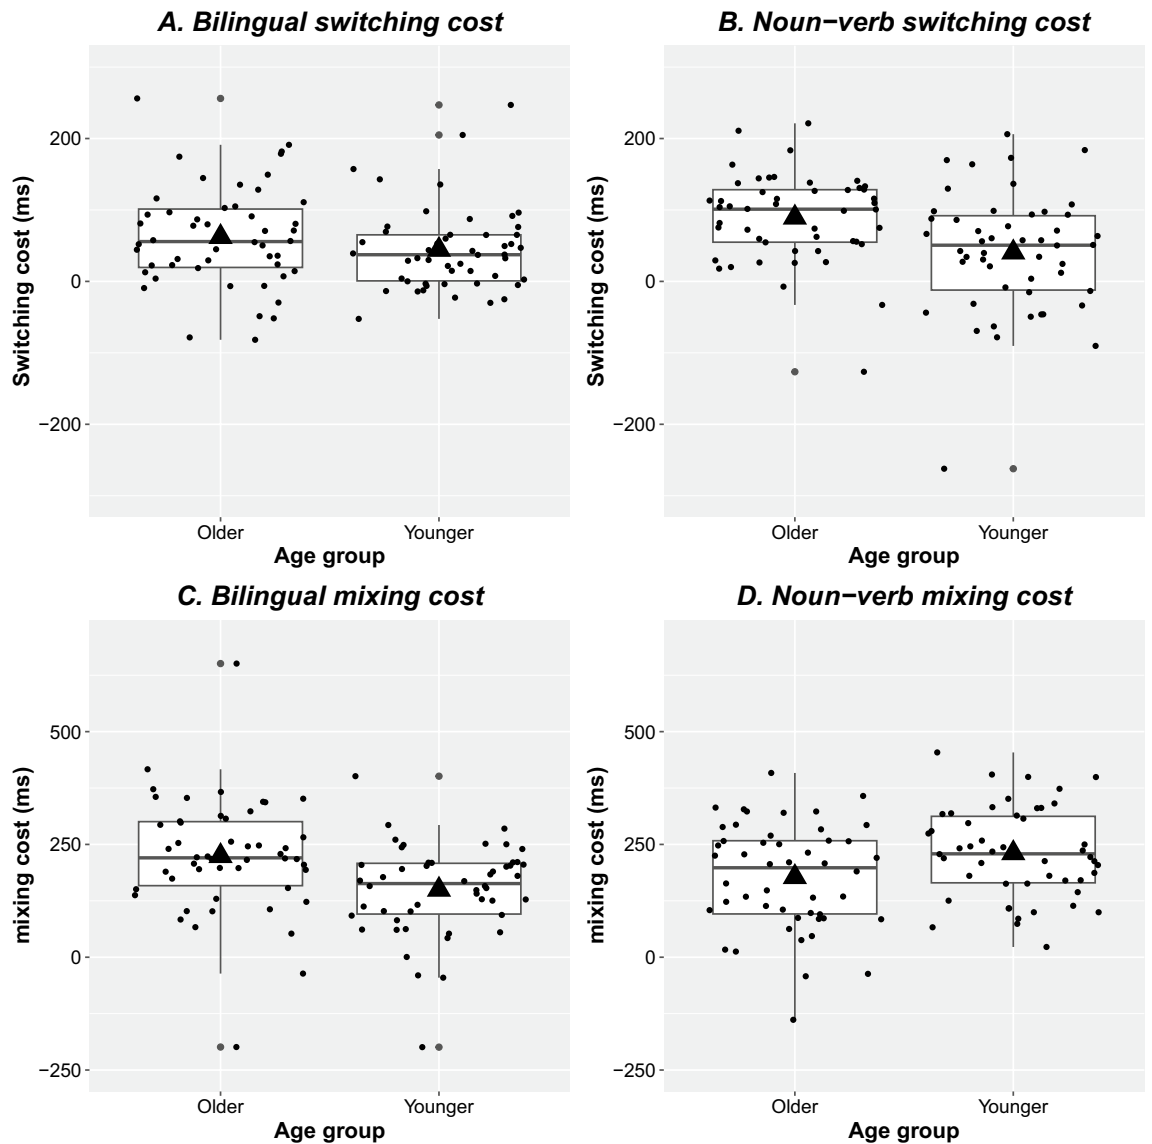 A. Bilingual switching cost
Switching cost (ms)
200
0
−200
Older Younger
Age group
B. Noun−verb switching cost
Switching cost (ms)
200
0
−200
Older Younger
Age group
C. Bilingual mixing cost
mixing cost (ms)
500
250
0
−250
Older Younger
Age group
D. Noun−verb mixing cost
mixing cost (ms)
500
250
0
−250
Older Younger
Age group